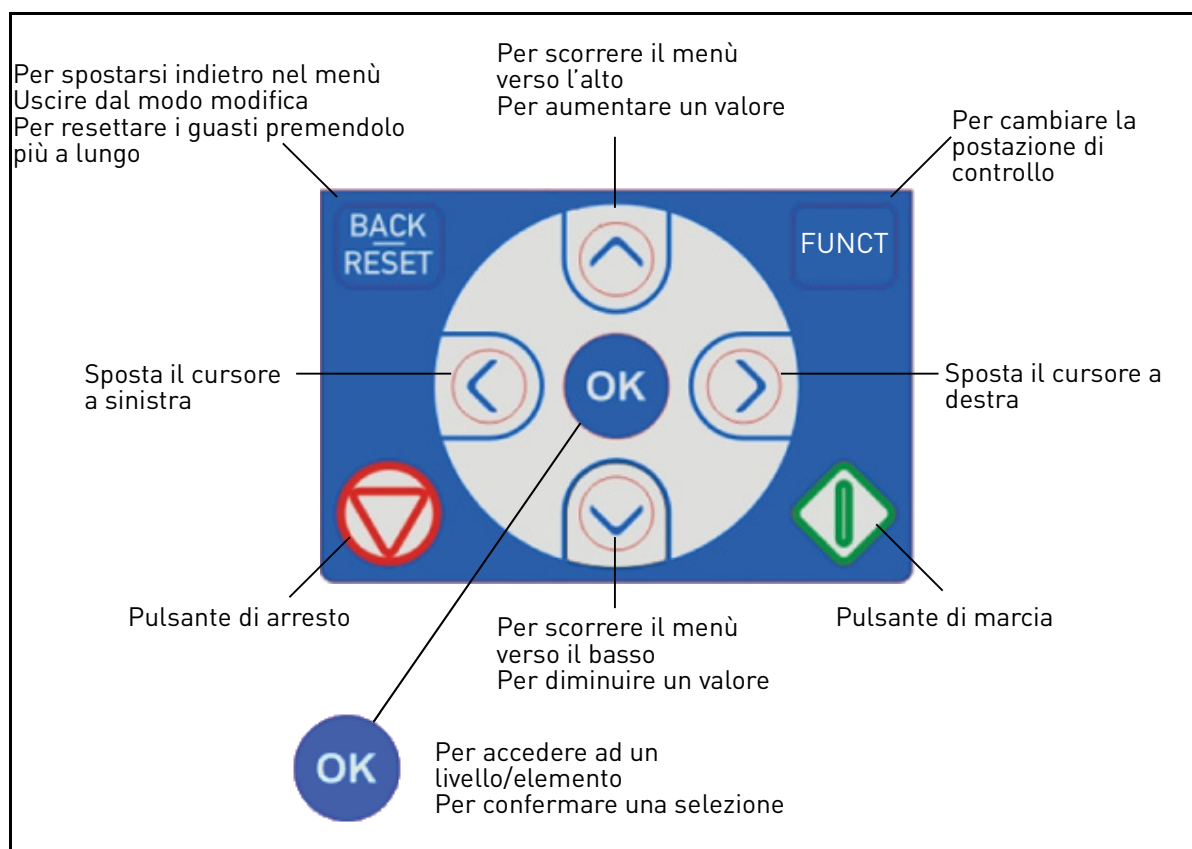 Per spostarsi indietro nel menù
Uscire dal modo modifica
Per resettare i guasti premendolo
più a lungo
Per scorrere il menù
verso l'alto
Per aumentare un valore
Per cambiare la
postazione di
controllo
BACK
RESET
FUNCT
Sposta il cursore
a sinistra
OK
Sposta il cursore a
destra
Pulsante di arresto
Per scorrere il menù
verso il basso
Per diminuire un valore
Pulsante di marcia
OK
Per accedere ad un
livello/elemento
Per confermare una selezione